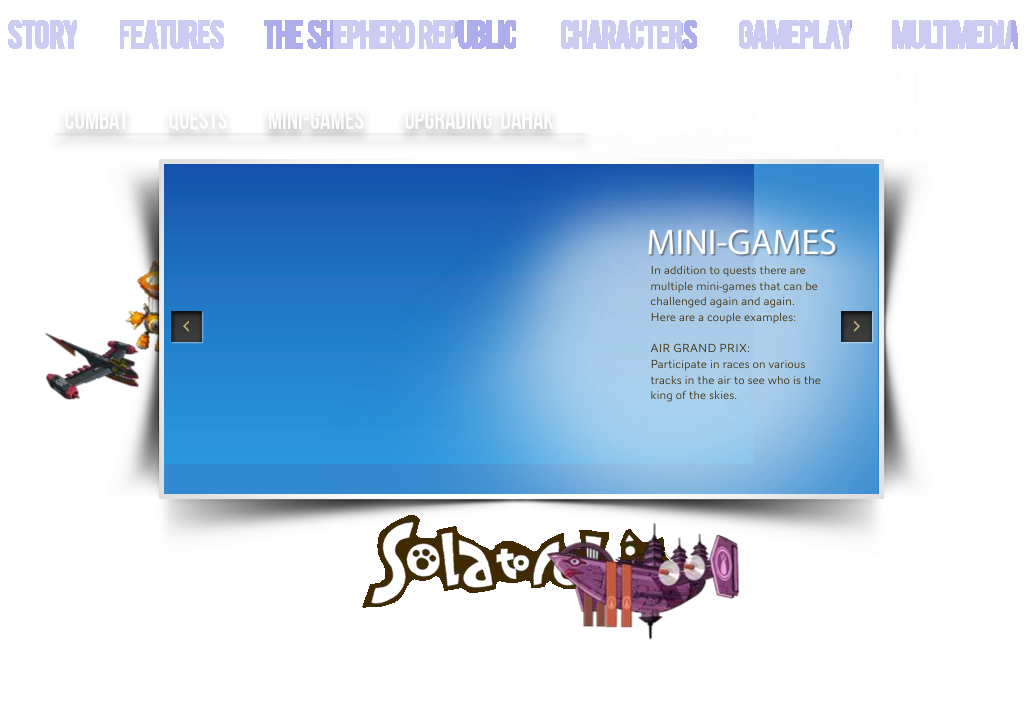 STORY FEATURES THE SHEPHERD REPUBLIC CHARACTERS GAMEPLAY MULTIMEDIA
COMBAT QUESTS MINI-GAMES UPGRADING DAHAK
MINI-GAMES
In addition to quests there are
multiple mini-games that can be
challenged again and again.
Here are a couple examples:
AIR GRAND PRIX:
Participate in races on various
tracks in the air to see who is the
king of the skies.
Solatoro